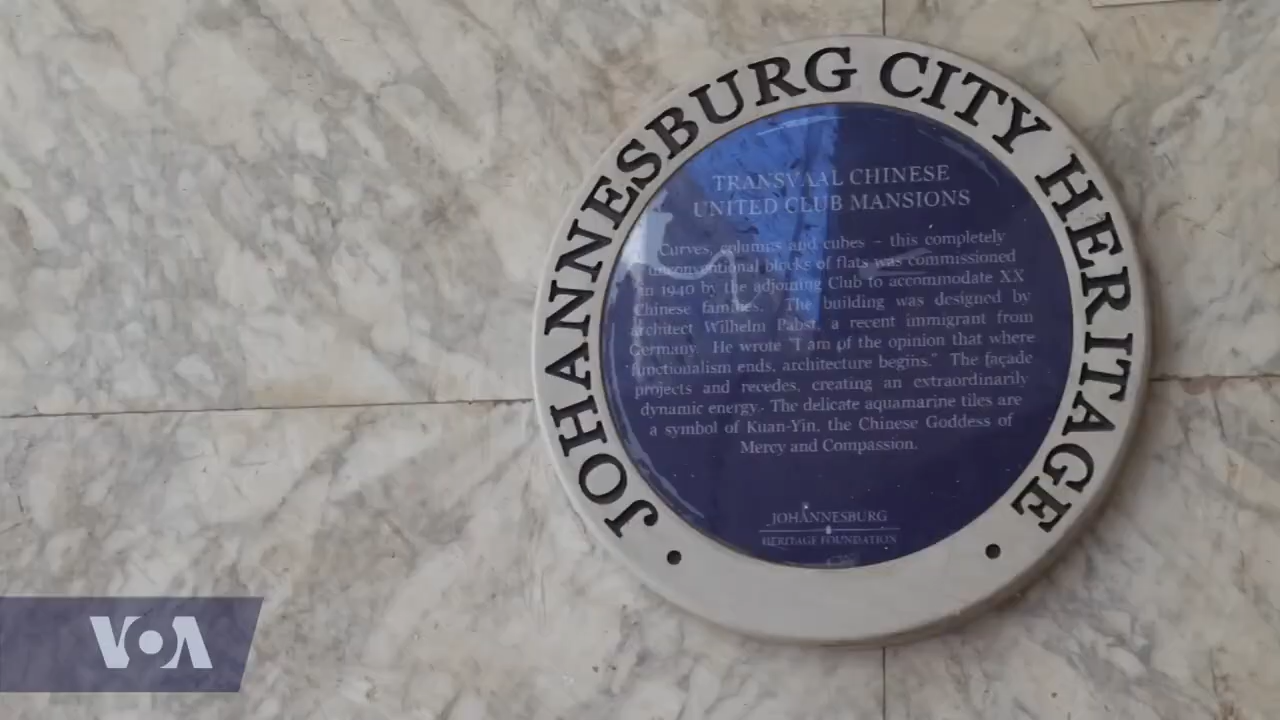 JOHANNESBURG CITY HERITAGE
TRANSVAAL CHINESE
UNITED CLUB MANSIONS
Curves, columns and cubes – this completely
unconventional blocks of flats was commissioned
in 1940 by the adjoining Club to accommodate XX
Chinese families. The building was designed by
architect Wilhelm Pabst, a recent immigrant from
Germany. He wrote "I am of the opinion that where
functionalism ends, architecture begins." The façade
projects and recedes, creating an extraordinarily
dynamic energy. The delicate aquamarine tiles are
a symbol of Kuan-Yin, the Chinese Goddess of
Mercy and Compassion.
JOHANNESBURG
HERITAGE FOUNDATION
VOA